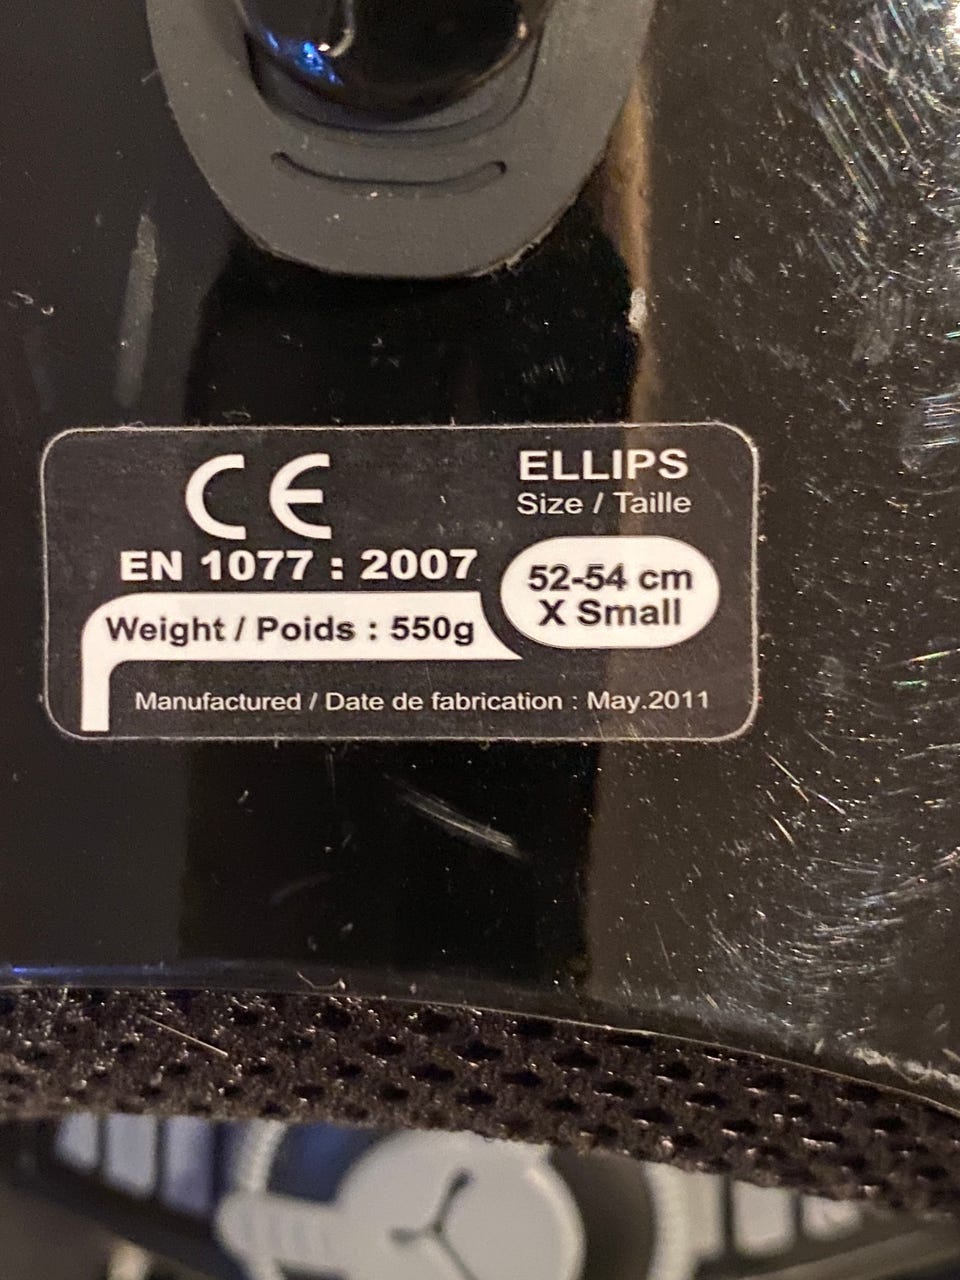 CE
ELLIPS
Size / Taille
EN 1077 : 2007
52-54 cm
X Small
Weight / Poids : 550g
Manufactured / Date de fabrication : May.2011